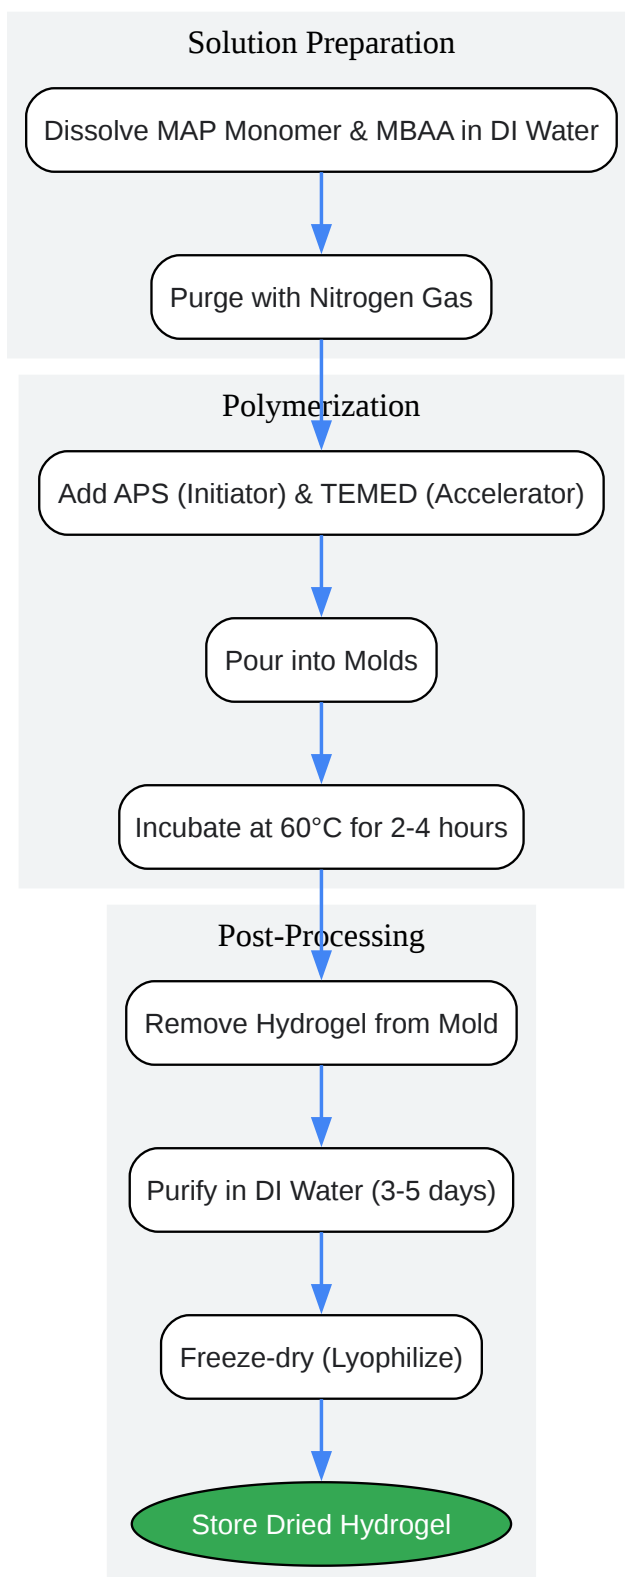 Solution Preparation
Dissolve MAP Monomer & MBAA in DI Water
Purge with Nitrogen Gas
Polymerization
Add APS (Initiator) & TEMED (Accelerator)
Pour into Molds
Incubate at 60°C for 2-4 hours
Post-Processing
Remove Hydrogel from Mold
Purify in DI Water (3-5 days)
Freeze-dry (Lyophilize)
Store Dried Hydrogel